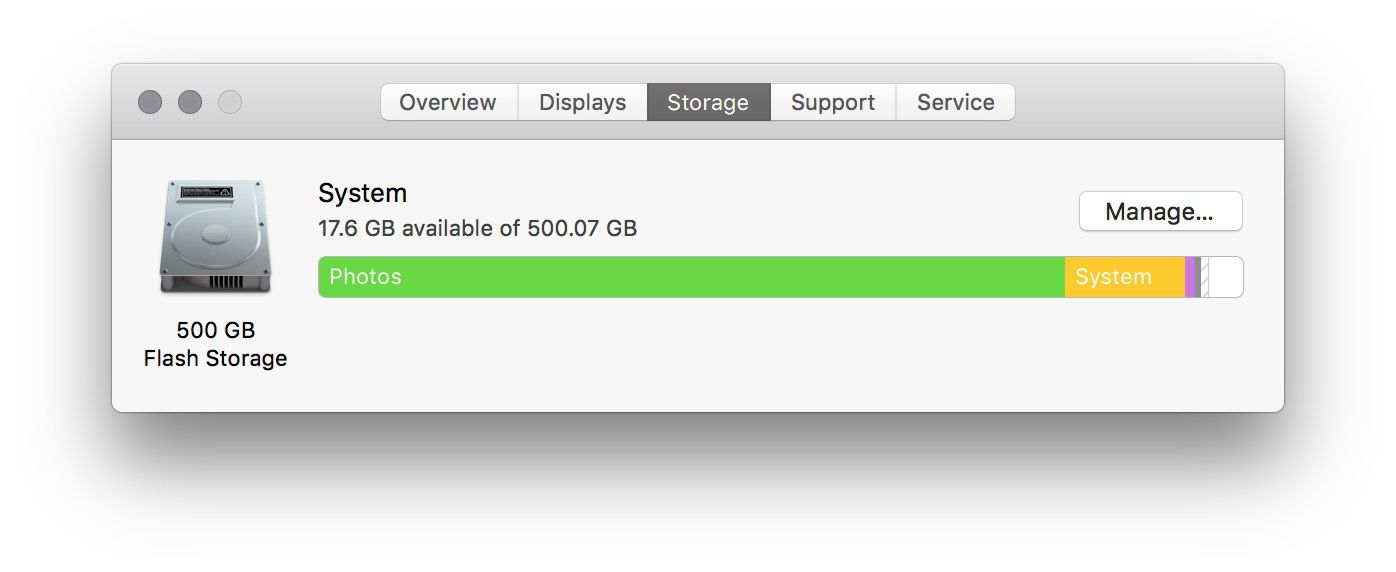 Overview
Displays
Storage
Support
Service
System
17.6 GB available of 500.07 GB
Manage...
Photos
System
500 GB
Flash Storage